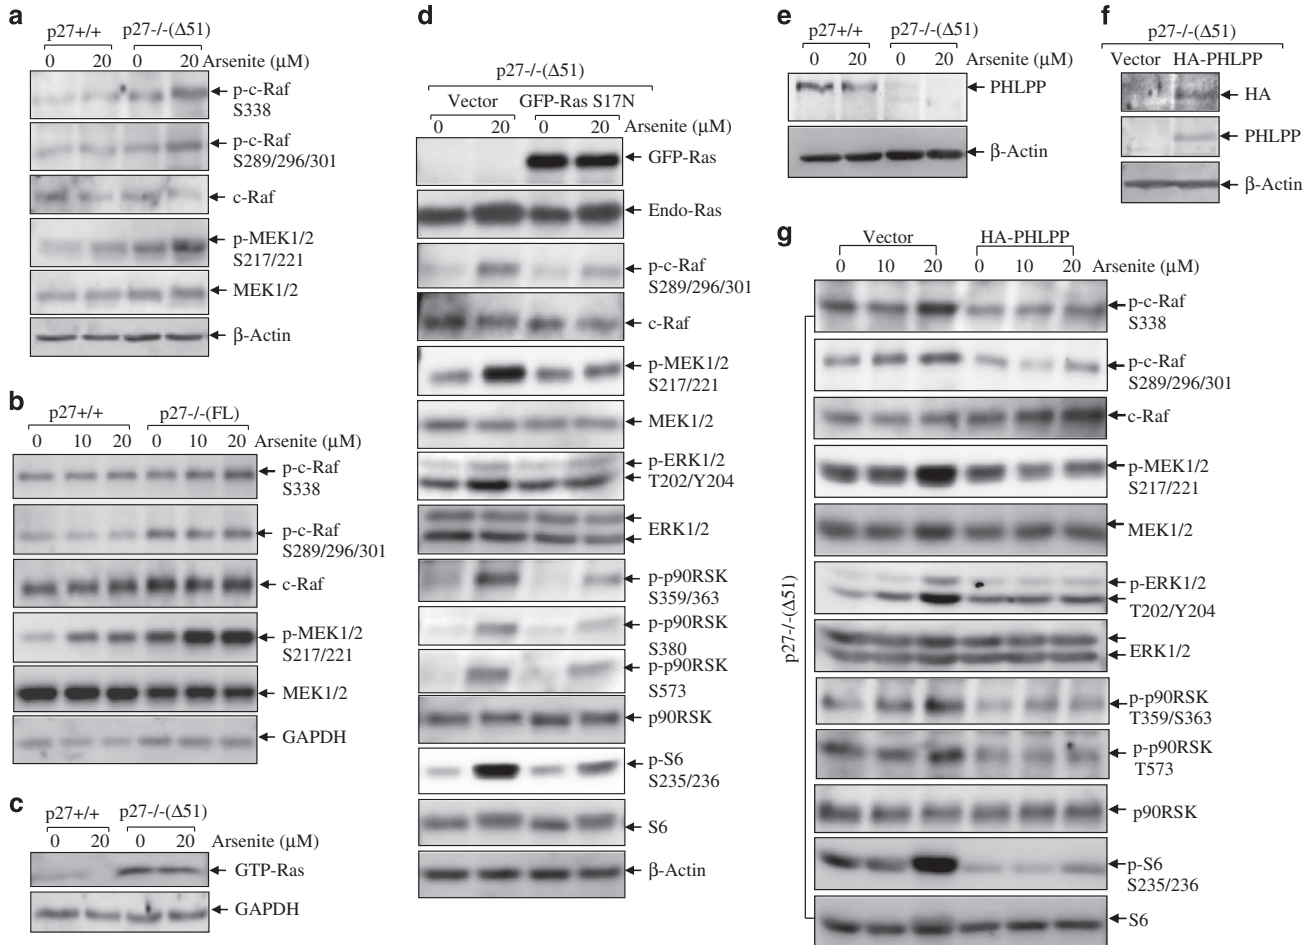 a
p27+/+ p27-/-(Δ51)
0 20 0 20 Arsenite (μM)
p-c-Raf
S338
p-c-Raf
S289/296/301
c-Raf
p-MEK1/2
S217/221
MEK1/2
β-Actin
b
p27+/+ p27-/-(FL)
0 10 20 0 10 20 Arsenite (μM)
p-c-Raf
S338
p-c-Raf
S289/296/301
c-Raf
p-MEK1/2
S217/221
MEK1/2
GAPDH
c
p27+/+ p27-/-(Δ51)
0 20 0 20 Arsenite (μM)
GTP-Ras
GAPDH
d
p27-/-(Δ51)
Vector GFP-Ras S17N
0 20 0 20 Arsenite (μM)
GFP-Ras
Endo-Ras
p-c-Raf
S289/296/301
c-Raf
p-MEK1/2
S217/221
MEK1/2
p-ERK1/2
T202/Y204
ERK1/2
p-p90RSK
S359/363
p-p90RSK
S380
p-p90RSK
S573
p90RSK
p-S6
S235/236
S6
β-Actin
e
p27+/+ p27-/-(Δ51)
0 20 0 20 Arsenite (μM)
PHLPP
β-Actin
f
p27-/-(Δ51)
Vector HA-PHLPP
HA
PHLPP
β-Actin
g
Vector HA-PHLPP
0 10 20 0 10 20 Arsenite (μM)
p27-/-(Δ51)
p-c-Raf
S338
p-c-Raf
S289/296/301
c-Raf
p-MEK1/2
S217/221
MEK1/2
p-ERK1/2
T202/Y204
ERK1/2
p-p90RSK
T359/S363
p-p90RSK
T573
p90RSK
p-S6
S235/236
S6